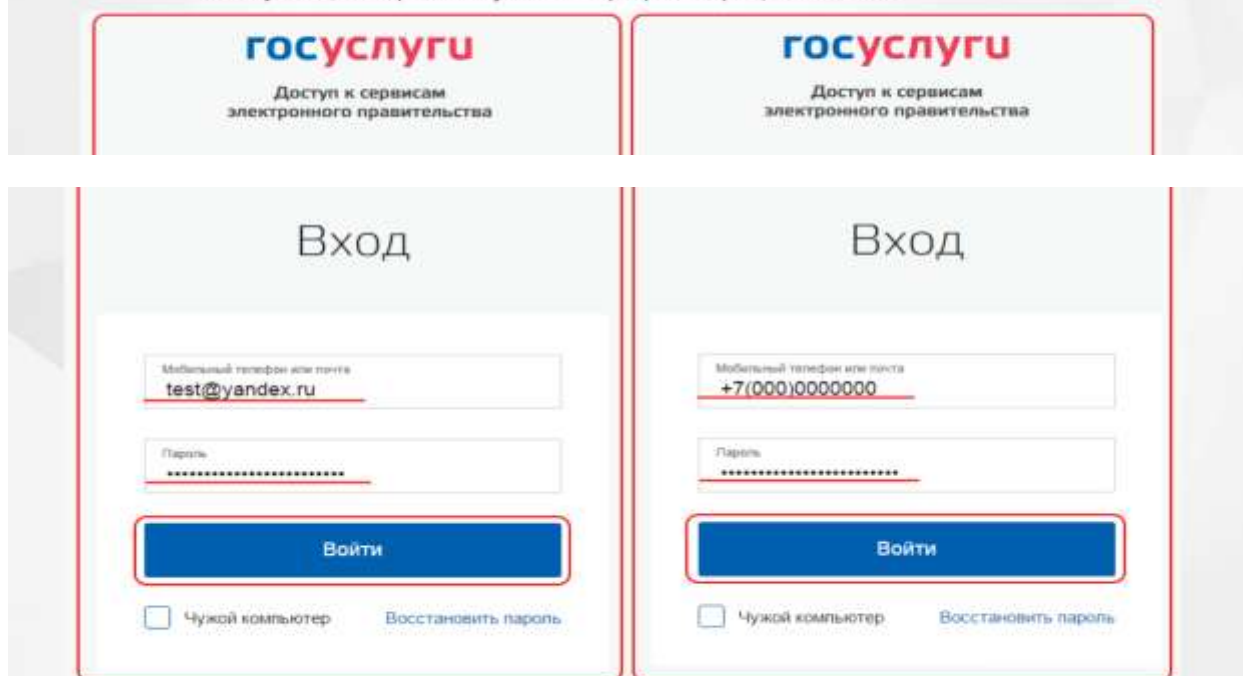 госуслуги
Доступ к сервисам
электронного правительства
госуслуги
Доступ к сервисам
электронного правительства
Вход
Мобильный телефон или почта
test@yandex.ru
Пароль
••••••••••••••••••••••••
Войти
Чужой компьютер Восстановить пароль
Вход
Мобильный телефон или почта
+7(000)0000000
Пароль
••••••••••••••••••••••••
Войти
Чужой компьютер Восстановить пароль